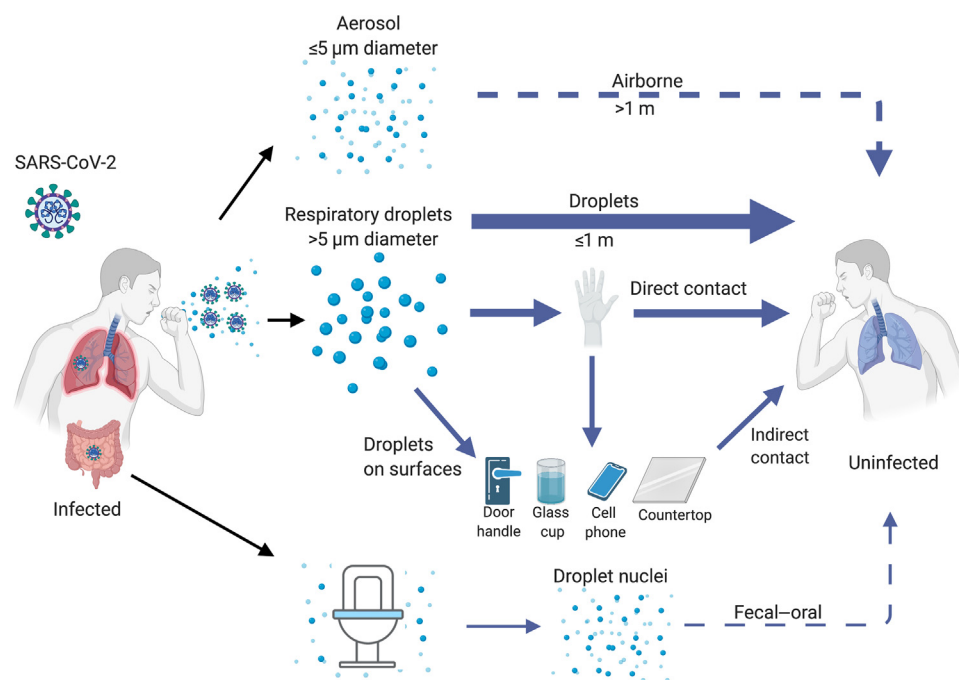 Aerosol
≤5 μm diameter
Airborne
>1 m
SARS-CoV-2
Respiratory droplets
>5 μm diameter
Droplets
≤1 m
Direct contact
Droplets
on surfaces
Indirect
contact
Uninfected
Infected
Door
handle
Glass
cup
Cell
phone
Countertop
Droplet nuclei
Fecal–oral